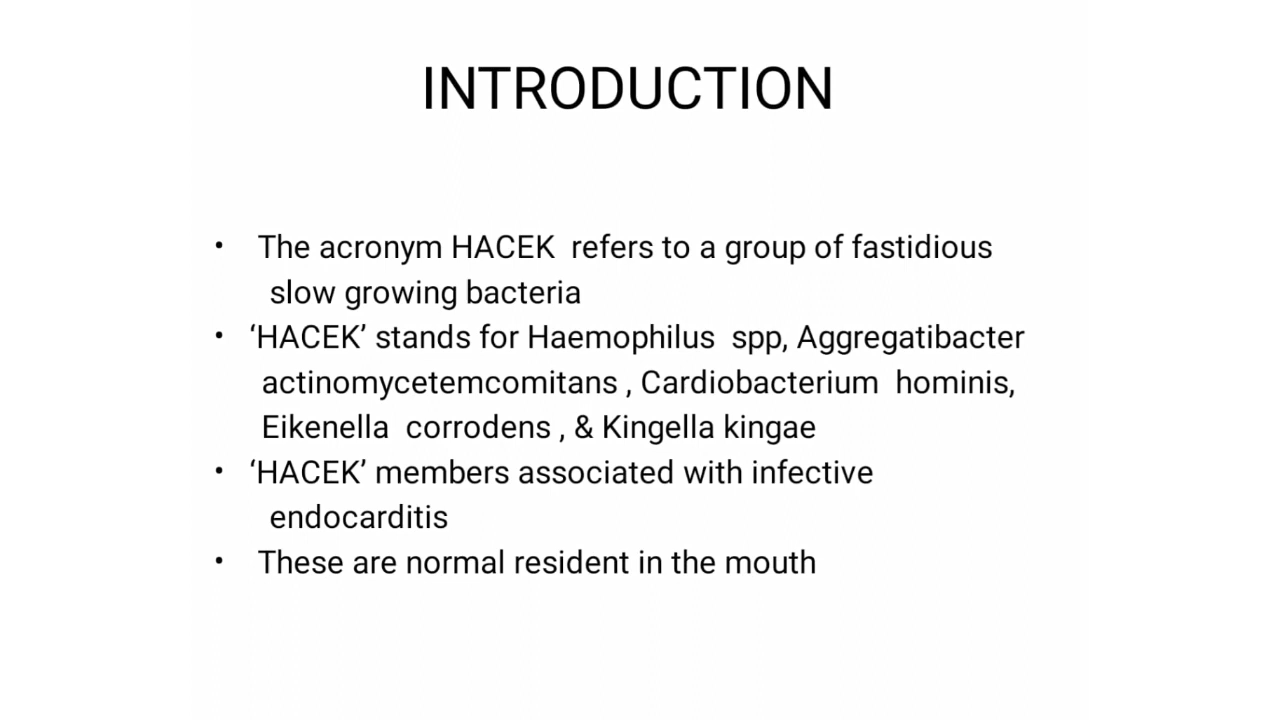 INTRODUCTION
• The acronym HACEK refers to a group of fastidious
slow growing bacteria
• ‘HACEK’ stands for Haemophilus spp, Aggregatibacter
actinomycetemcomitans , Cardiobacterium hominis,
Eikenella corrodens , & Kingella kingae
• ‘HACEK’ members associated with infective
endocarditis
• These are normal resident in the mouth